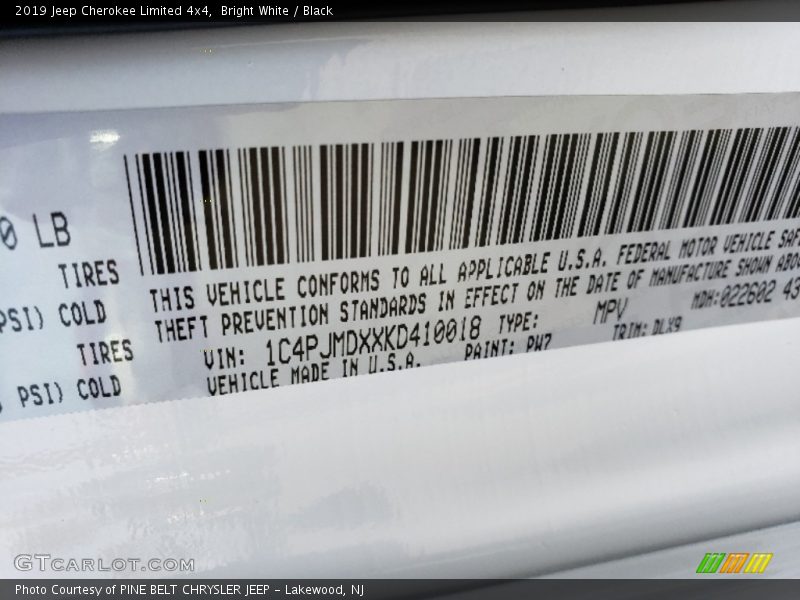 2019 Jeep Cherokee Limited 4x4, Bright White / Black
0 LB
TIRES
PSI) COLD
TIRES
PSI) COLD
THIS VEHICLE CONFORMS TO ALL APPLICABLE U.S.A. FEDERAL MOTOR VEHICLE SAF
THEFT PREVENTION STANDARDS IN EFFECT ON THE DATE OF MANUFACTURE SHOWN ABO
VIN: 1C4PJMDXXKD410018 TYPE: MPV MDH:022602 43
VEHICLE MADE IN U.S.A. PAINT: PW7 TRIM: DLX9
GTCARLOT.COM
Photo Courtesy of PINE BELT CHRYSLER JEEP - Lakewood, NJ